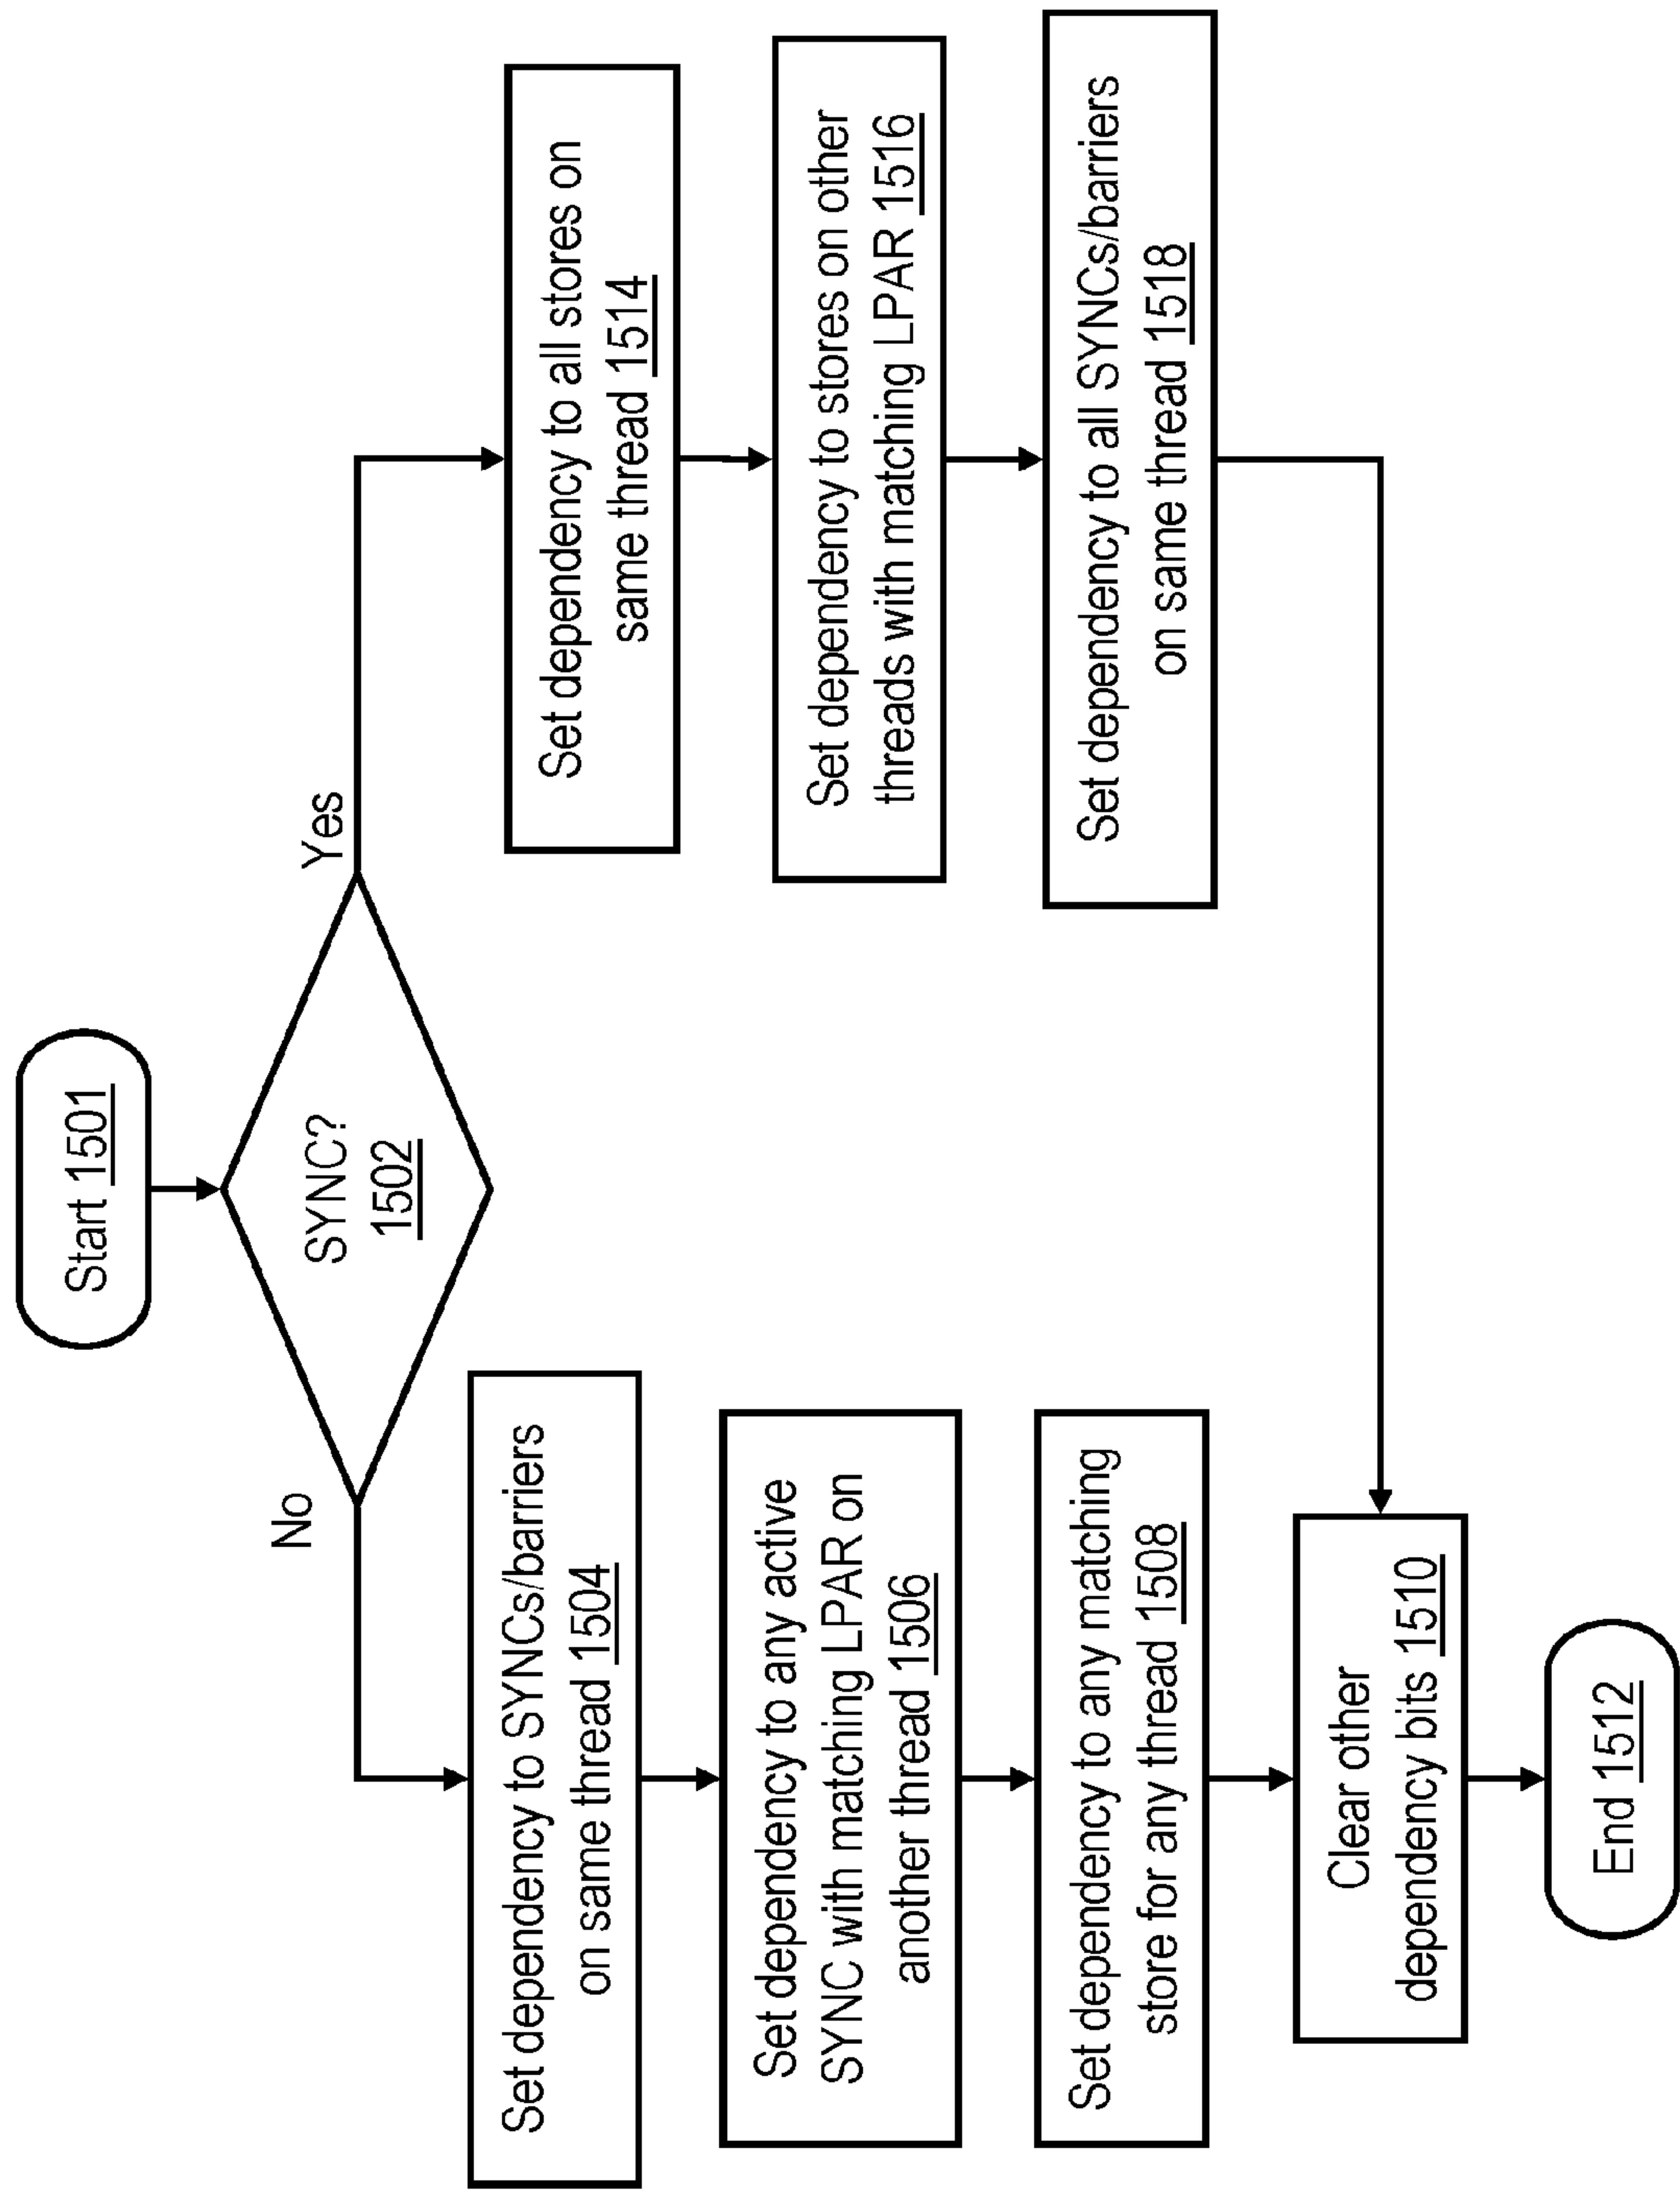 Start 1501
SYNC?
1502
No
Yes
Set dependency to SYNCs/barriers
on same thread 1504
Set dependency to any active
SYNC with matching LPAR on
another thread 1506
Set dependency to any matching
store for any thread 1508
Clear other
dependency bits 1510
End 1512
Set dependency to all stores on
same thread 1514
Set dependency to stores on other
threads with matching LPAR 1516
Set dependency to all SYNCs/barriers
on same thread 1518